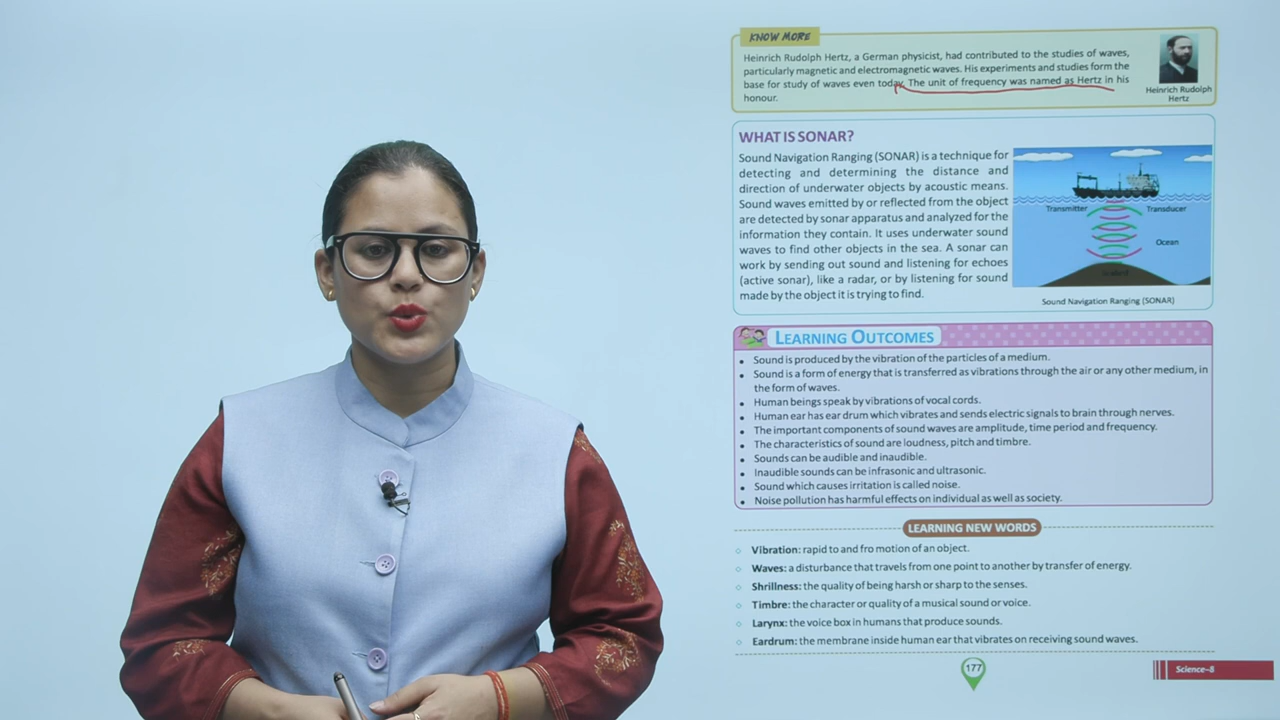 KNOW MORE
Heinrich Rudolph Hertz, a German physicist, had contributed to the studies of waves,
particularly magnetic and electromagnetic waves. His experiments and studies form the
base for study of waves even today. The unit of frequency was named as Hertz in his
honour.
Heinrich Rudolph
Hertz
WHAT IS SONAR?
Sound Navigation Ranging (SONAR) is a technique for
detecting and determining the distance and
direction of underwater objects by acoustic means.
Sound waves emitted by or reflected from the object
are detected by sonar apparatus and analyzed for the
information they contain. It uses underwater sound
waves to find other objects in the sea. A sonar can
work by sending out sound and listening for echoes
(active sonar), like a radar, or by listening for sound
made by the object it is trying to find.
Transmitter
Transducer
Ocean
Sound Navigation Ranging (SONAR)
LEARNING OUTCOMES
• Sound is produced by the vibration of the particles of a medium.
• Sound is a form of energy that is transferred as vibrations through the air or any other medium, in
the form of waves.
• Human beings speak by vibrations of vocal cords.
• Human ear has ear drum which vibrates and sends electric signals to brain through nerves.
• The important components of sound waves are amplitude, time period and frequency.
• The characteristics of sound are loudness, pitch and timbre.
• Sounds can be audible and inaudible.
• Inaudible sounds can be infrasonic and ultrasonic.
• Sound which causes irritation is called noise.
• Noise pollution has harmful effects on individual as well as society.
LEARNING NEW WORDS
Vibration: rapid to and fro motion of an object.
Waves: a disturbance that travels from one point to another by transfer of energy.
Shrillness: the quality of being harsh or sharp to the senses.
Timbre: the character or quality of a musical sound or voice.
Larynx: the voice box in humans that produce sounds.
Eardrum: the membrane inside human ear that vibrates on receiving sound waves.
177
Science–8